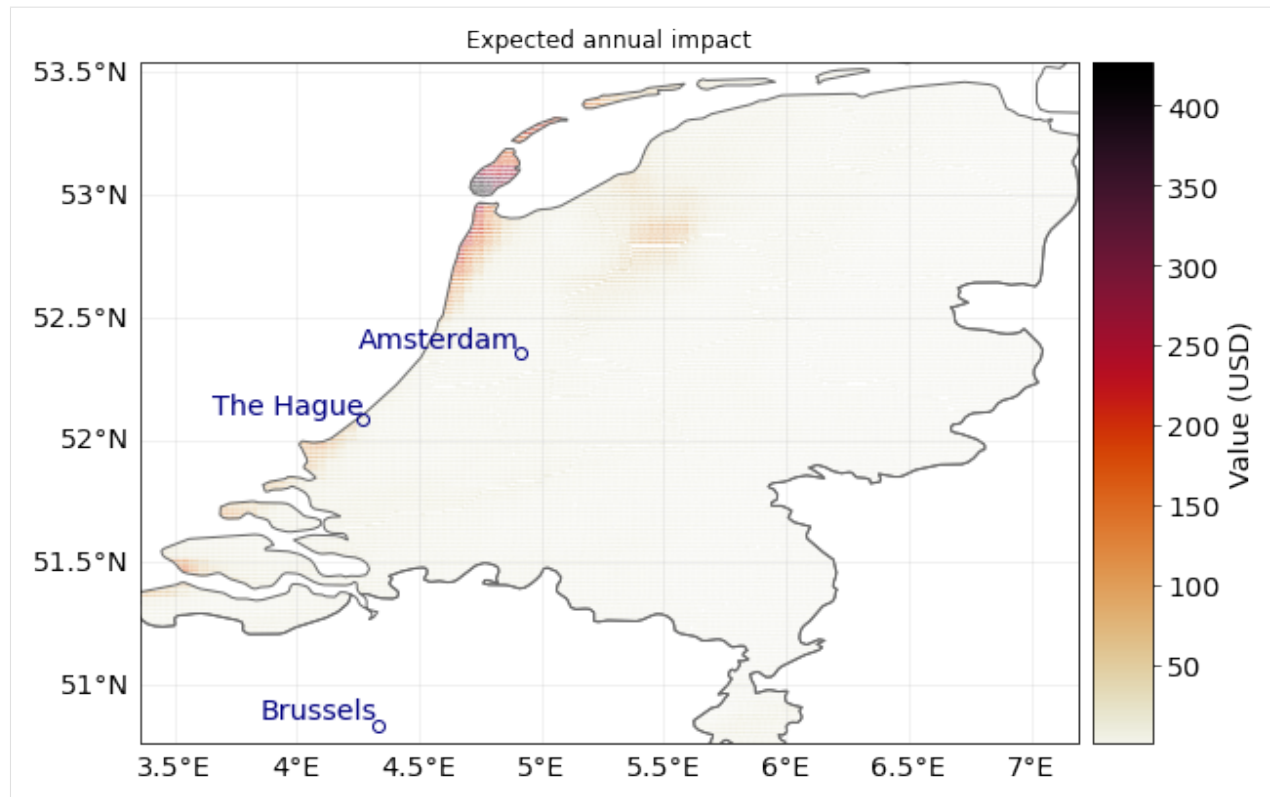 Expected annual impact
53.5°N
53°N
52.5°N
52°N
51.5°N
51°N
Amsterdam
The Hague
Brussels
3.5°E 4°E 4.5°E 5°E 5.5°E 6°E 6.5°E 7°E
400
350
300
250
200
150
100
50
Value (USD)